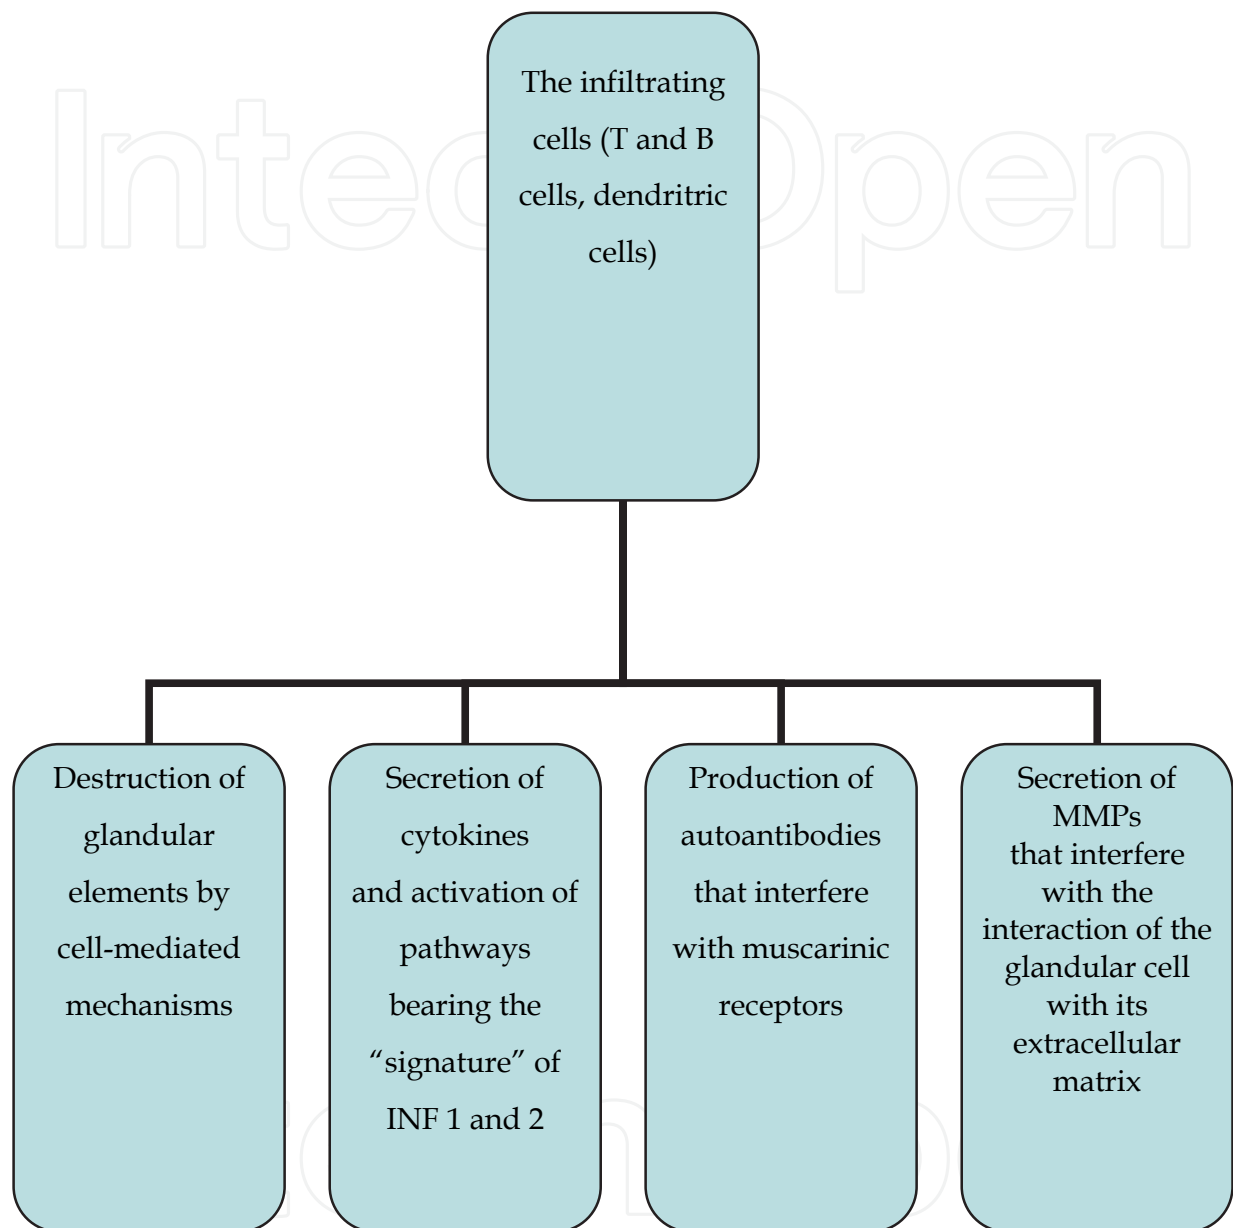 The infiltrating
cells (T and B
cells, dendritric
cells)
Destruction of
glandular
elements by
cell-mediated
mechanisms
Secretion of
cytokines
and activation of
pathways
bearing the
“signature” of
INF 1 and 2
Production of
autoantibodies
that interfere
with muscarinic
receptors
Secretion of
MMPs
that interfere
with the
interaction of the
glandular cell
with its
extracellular
matrix